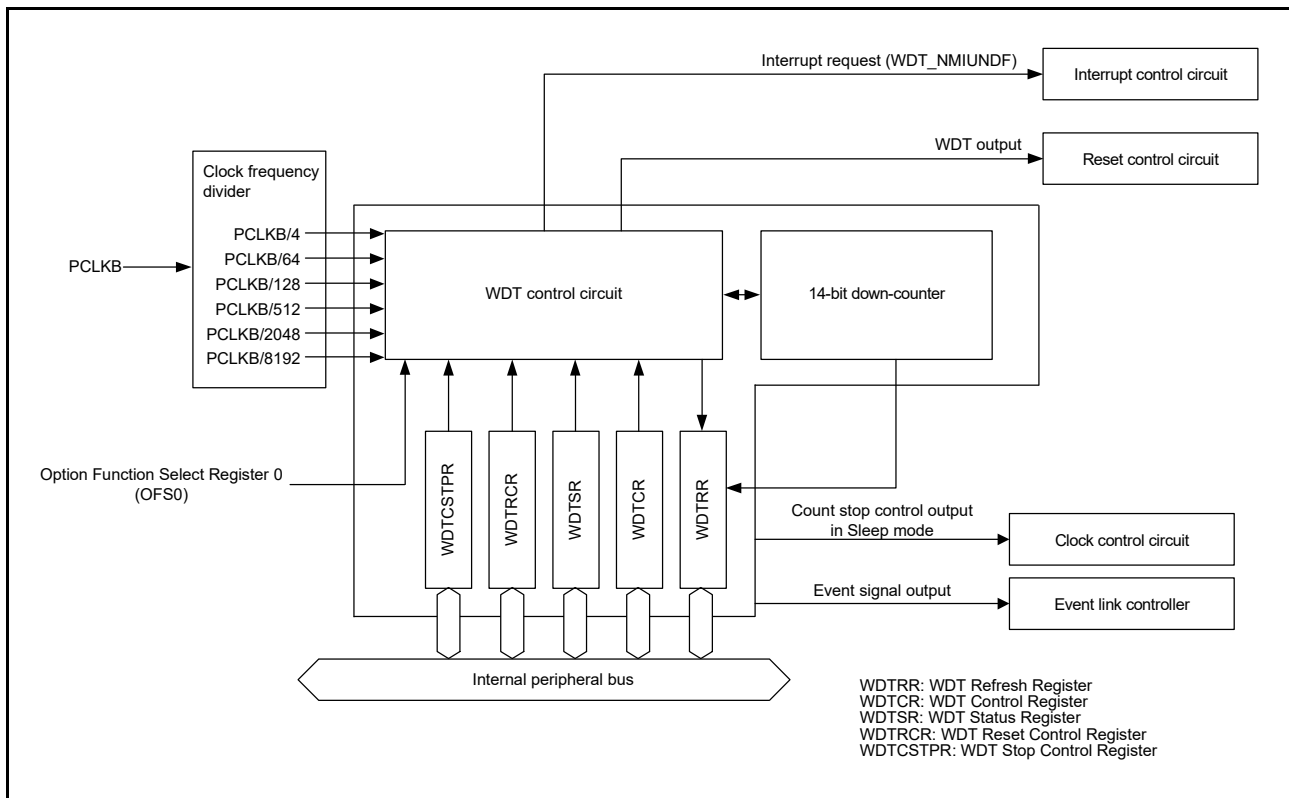 Interrupt request (WDT_NMIUNDF)
Interrupt control circuit
WDT output
Reset control circuit
Clock frequency
divider
PCLKB/4
PCLKB/64
PCLKB/128
PCLKB/512
PCLKB/2048
PCLKB/8192
PCLKB
WDT control circuit
14-bit down-counter
Option Function Select Register 0
(OFS0)
WDTCSTPR
WDTRCR
WDTSR
WDTCR
WDTRR
Count stop control output
in Sleep mode
Clock control circuit
Event signal output
Event link controller
Internal peripheral bus
WDTRR: WDT Refresh Register
WDTCR: WDT Control Register
WDTSR: WDT Status Register
WDTRCR: WDT Reset Control Register
WDTCSTPR: WDT Stop Control Register